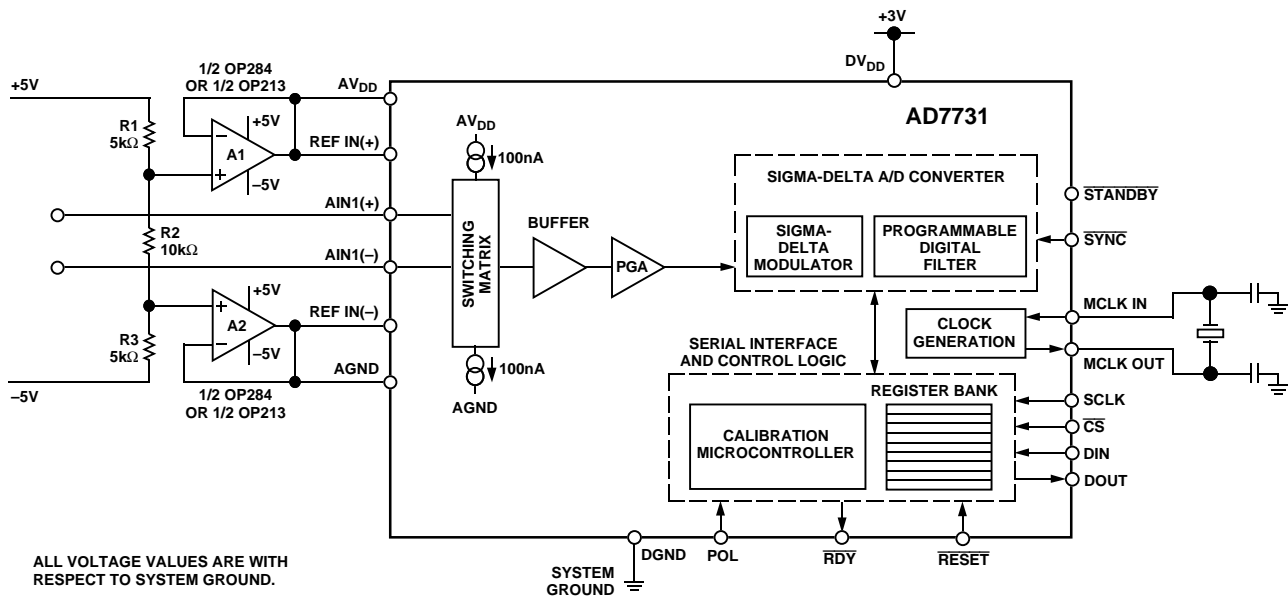 +3V
DVDD
1/2 OP284
OR 1/2 OP213
AVDD
+5V
R1
5kΩ
+5V
−
A1
+
–5V
REF IN(+)
AD7731
AVDD
100nA
SIGMA-DELTA A/D CONVERTER
STANDBY
AIN1(+)
R2
10kΩ
BUFFER
SIGMA-
DELTA
MODULATOR
PROGRAMMABLE
DIGITAL
FILTER
SYNC
AIN1(–)
SWITCHING
MATRIX
PGA
+5V
+
A2
−
–5V
REF IN(–)
MCLK IN
CLOCK
GENERATION
R3
5kΩ
SERIAL INTERFACE
AND CONTROL LOGIC
MCLK OUT
AGND
100nA
–5V
1/2 OP284
OR 1/2 OP213
AGND
REGISTER BANK
SCLK
CS
CALIBRATION
MICROCONTROLLER
DIN
DOUT
DGND
POL
RDY
RESET
ALL VOLTAGE VALUES ARE WITH
RESPECT TO SYSTEM GROUND.
SYSTEM
GROUND